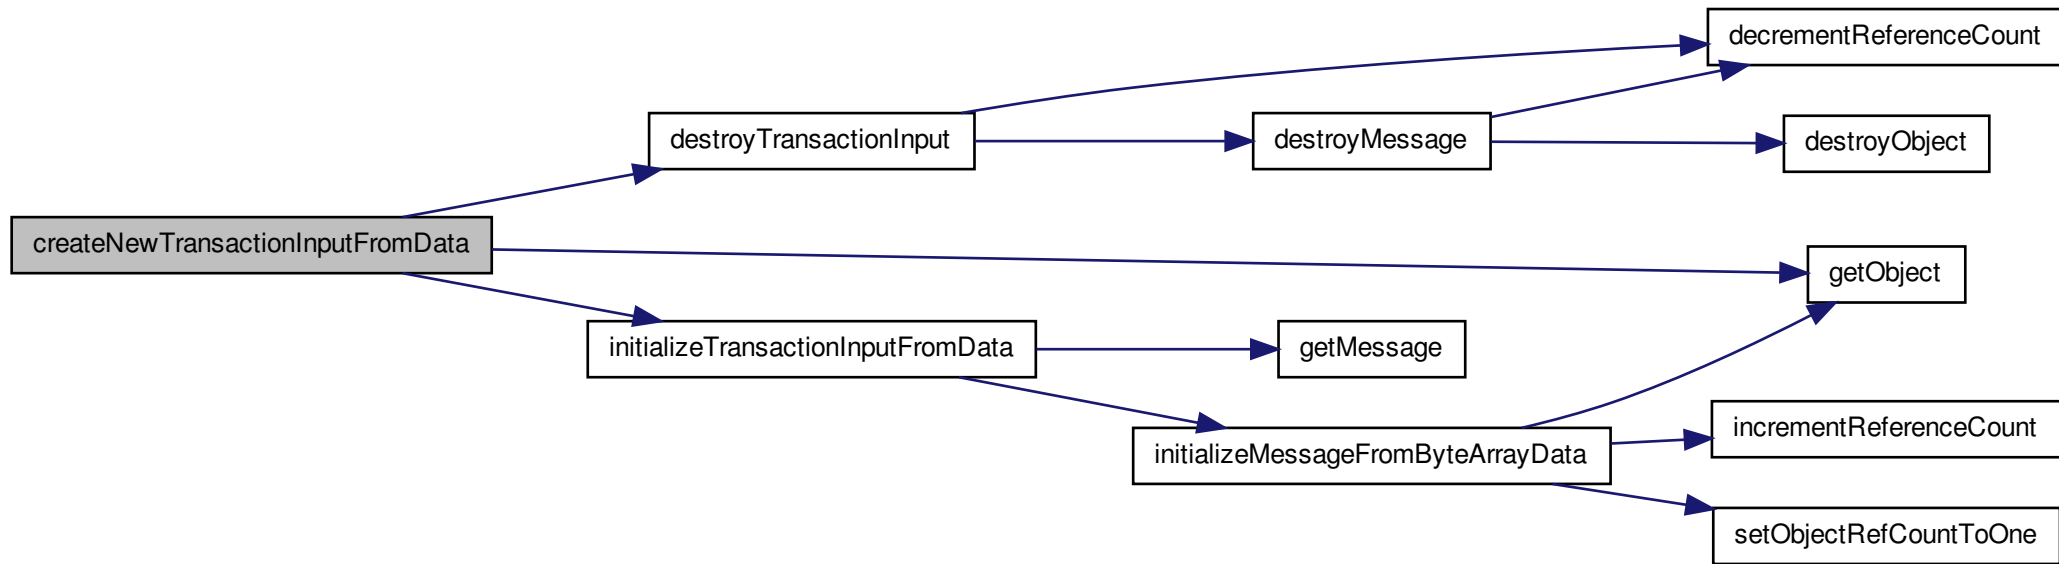 decrementReferenceCount
destroyTransactionInput
destroyMessage
destroyObject
createNewTransactionInputFromData
getObject
initializeTransactionInputFromData
getMessage
incrementReferenceCount
initializeMessageFromByteArrayData
setObjectRefCountToOne